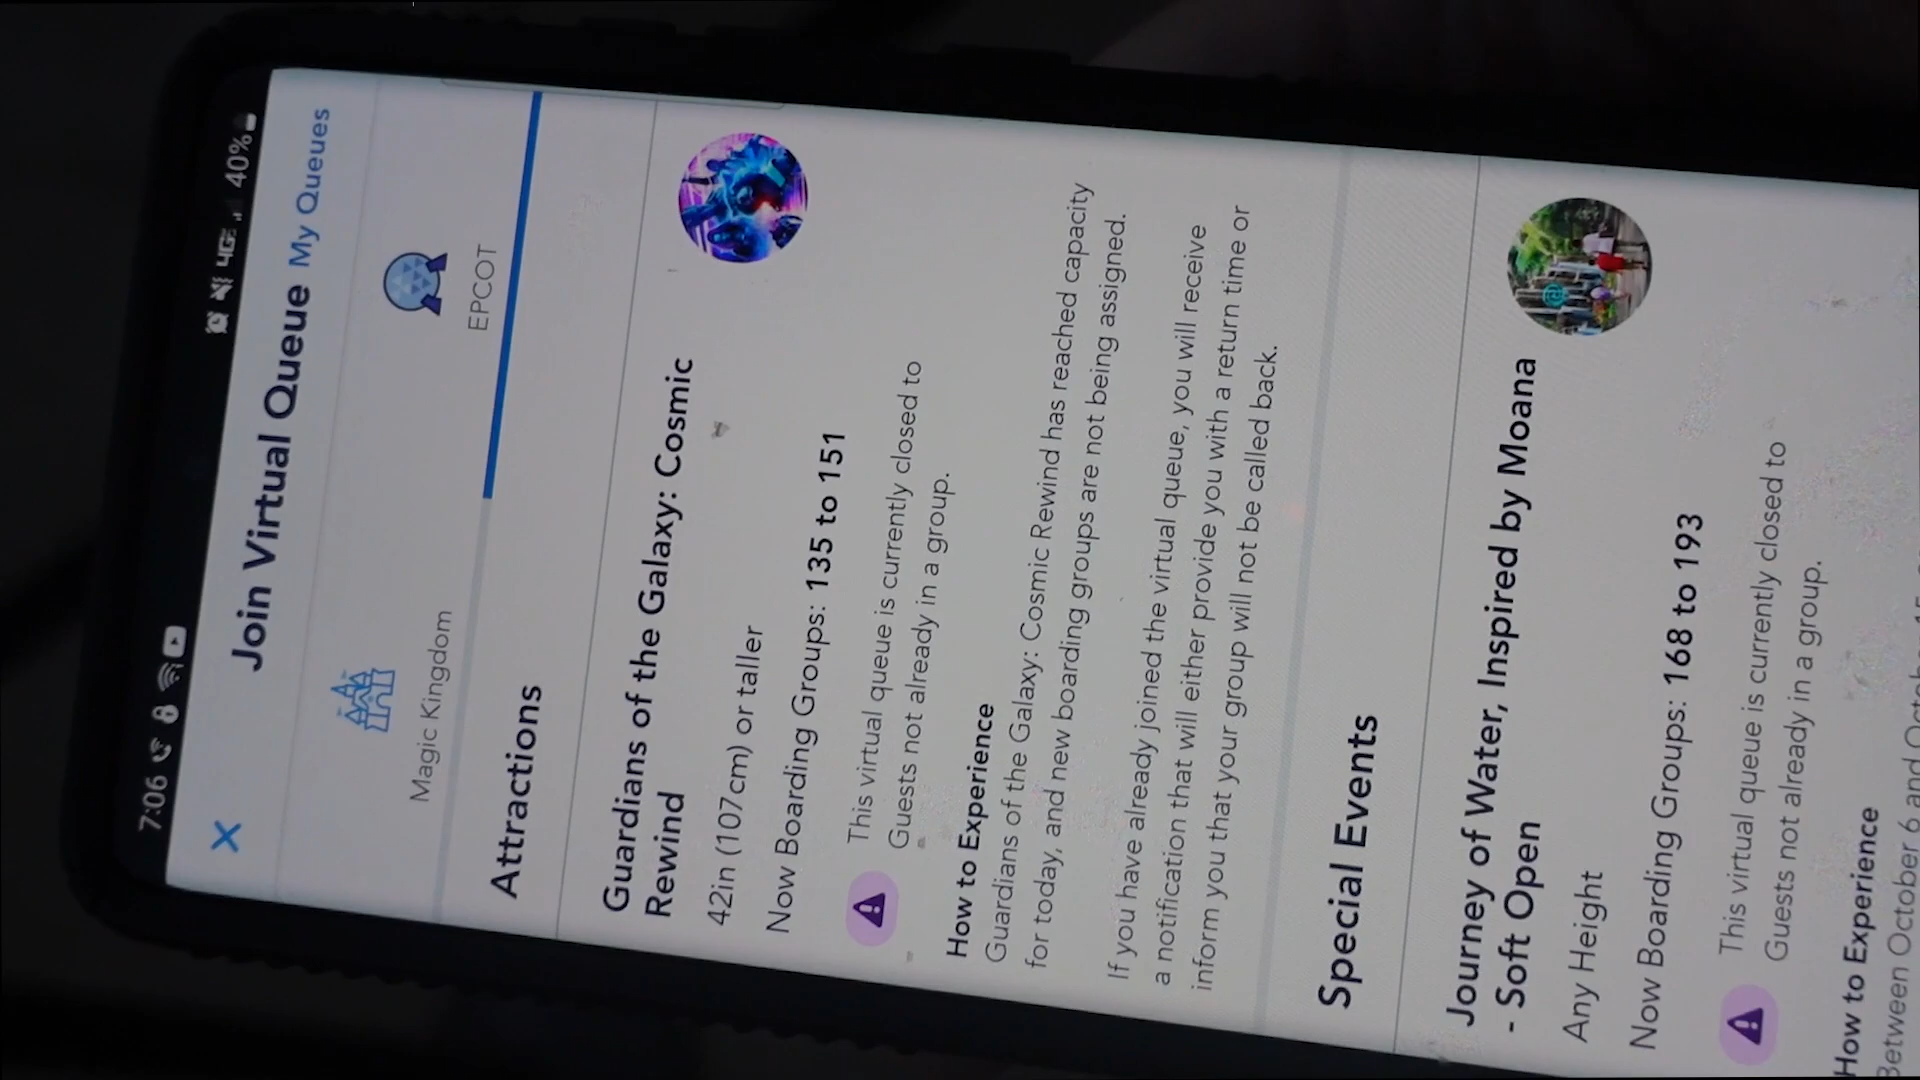 7:06
4GE
40%
Join Virtual Queue
My Queues
Magic Kingdom
EPCOT
Attractions
Guardians of the Galaxy: Cosmic
Rewind
42in (107cm) or taller
Now Boarding Groups: 135 to 151
This virtual queue is currently closed to
Guests not already in a group.
How to Experience
Guardians of the Galaxy: Cosmic Rewind has reached capacity
for today, and new boarding groups are not being assigned.
If you have already joined the virtual queue, you will receive
a notification that will either provide you with a return time or
inform you that your group will not be called back.
Special Events
Journey of Water, Inspired by Moana
- Soft Open
Any Height
Now Boarding Groups: 168 to 193
This virtual queue is currently closed to
Guests not already in a group.
How to Experience
Between October 6 and October 15